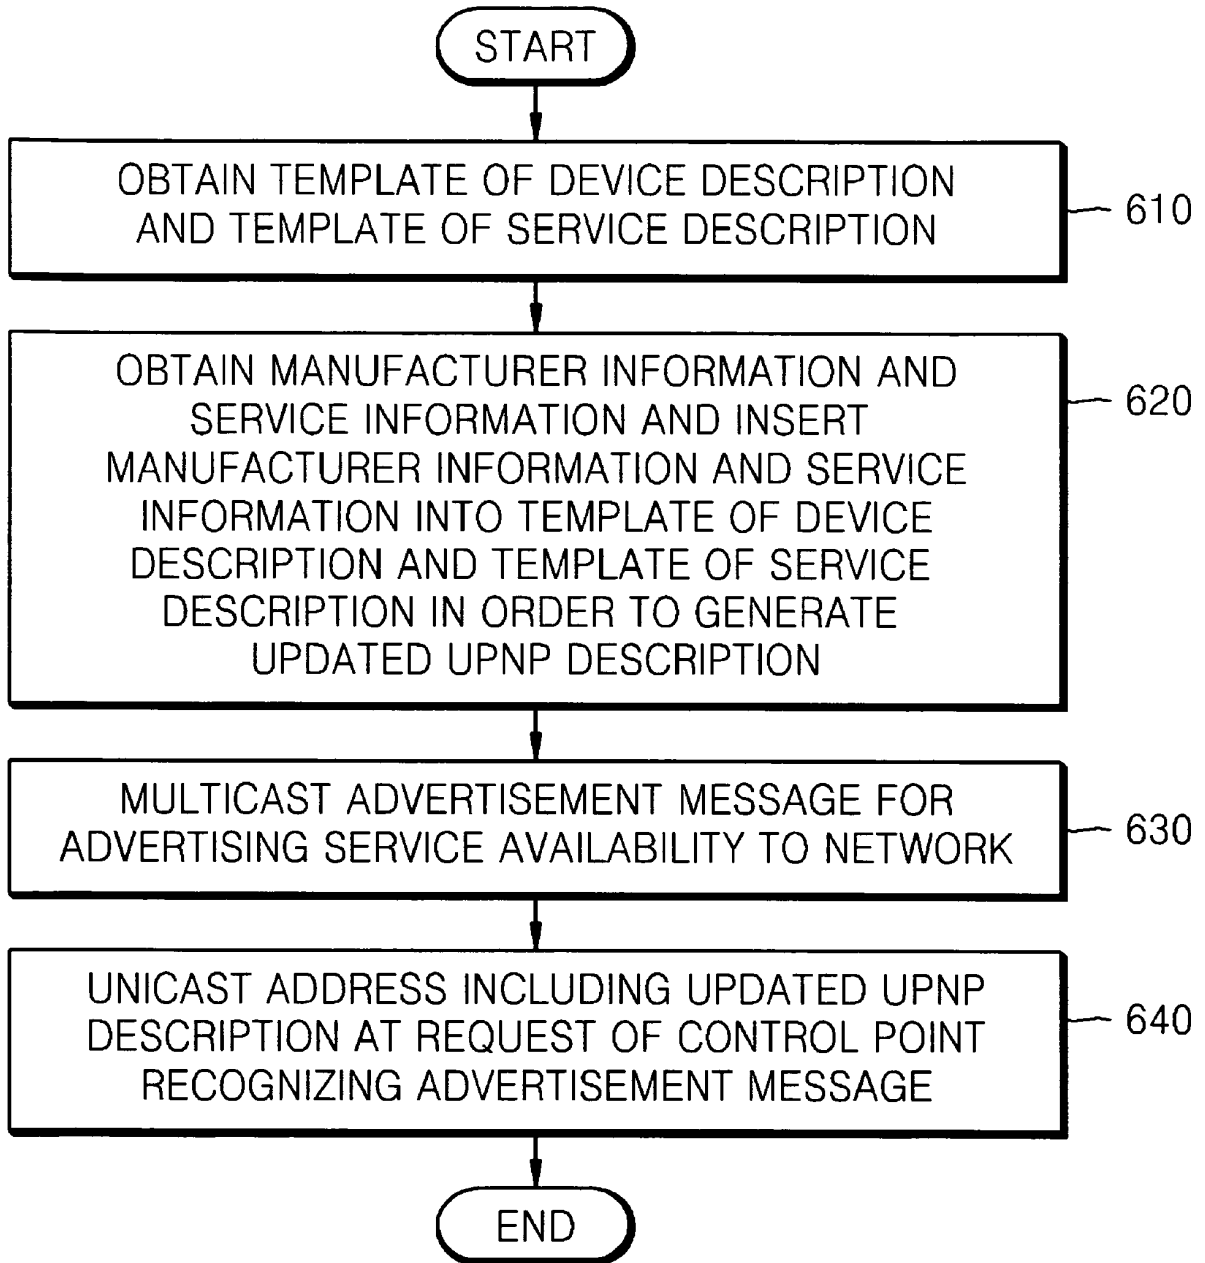 START
OBTAIN TEMPLATE OF DEVICE DESCRIPTION
AND TEMPLATE OF SERVICE DESCRIPTION
610
OBTAIN MANUFACTURER INFORMATION AND
SERVICE INFORMATION AND INSERT
MANUFACTURER INFORMATION AND SERVICE
INFORMATION INTO TEMPLATE OF DEVICE
DESCRIPTION AND TEMPLATE OF SERVICE
DESCRIPTION IN ORDER TO GENERATE
UPDATED UPNP DESCRIPTION
620
MULTICAST ADVERTISEMENT MESSAGE FOR
ADVERTISING SERVICE AVAILABILITY TO NETWORK
630
UNICAST ADDRESS INCLUDING UPDATED UPNP
DESCRIPTION AT REQUEST OF CONTROL POINT
RECOGNIZING ADVERTISEMENT MESSAGE
640
END